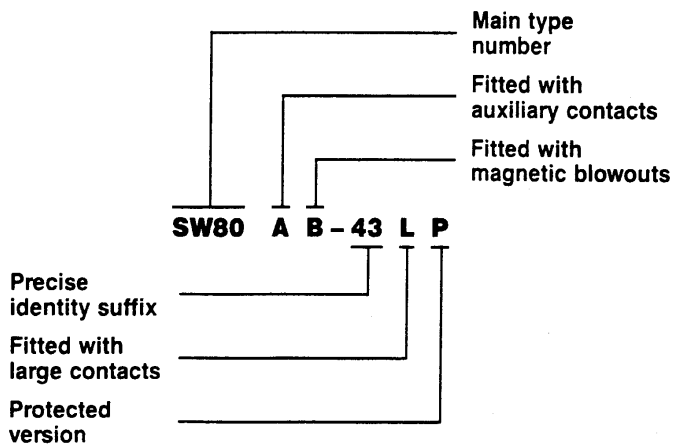 Main type
number
Fitted with
auxiliary contacts
Fitted with
magnetic blowouts
SW80 A B - 43 L P
Precise
identity suffix
Fitted with
large contacts
Protected
version